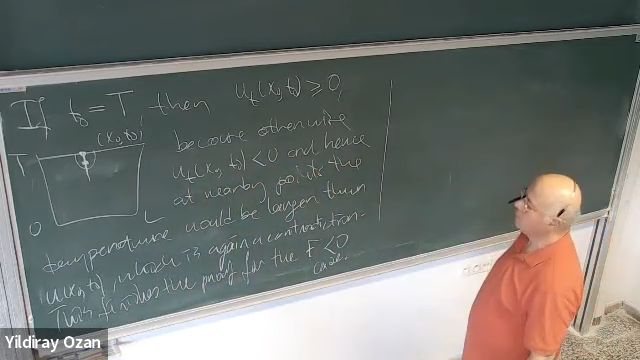 If t₀ = T then u_t(x₀, t₀) ≥ 0,
(x₀, t₀)
because otherwise
T
u_t(x₀, t₀) < 0 and hence
at nearby points the
0
L
temperature would be larger than
u(x₀, t₀) which is again a contradiction.
This finishes the proof for the F < 0
case.
Yildiray Ozan